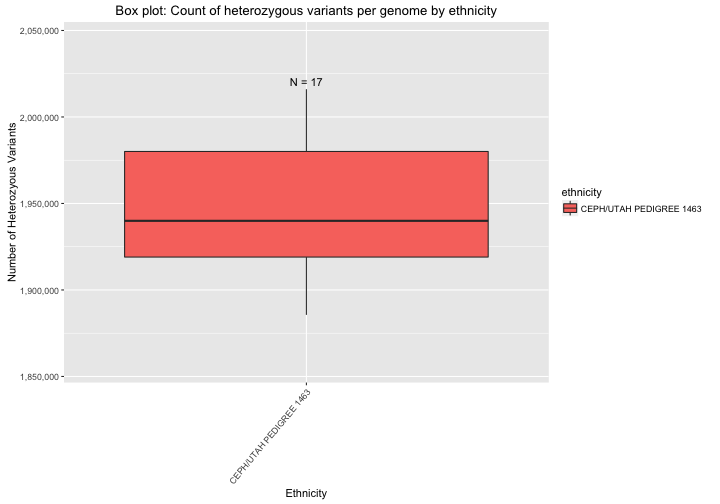 Box plot: Count of heterozygous variants per genome by ethnicity
2,050,000
2,000,000
1,950,000
1,900,000
1,850,000
Number of Heterozyous Variants
N = 17
CEPH/UTAH PEDIGREE 1463
Ethnicity
ethnicity
CEPH/UTAH PEDIGREE 1463